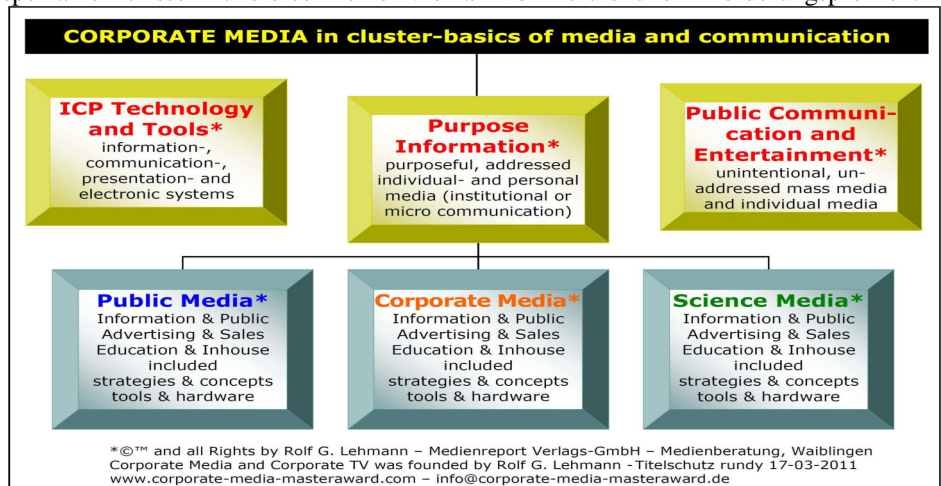 CORPORATE MEDIA in cluster-basics of media and communication
ICP Technology
and Tools*
information-,
communication-,
presentation- and
electronic systems
Purpose
Information*
purposeful, addressed
individual- and personal
media (institutional or
micro communication)
Public Communi-
cation and
Entertainment*
unintentional, un-
addressed mass media
and individual media
Public Media*
Information & Public
Advertising & Sales
Education & Inhouse
included
strategies & concepts
tools & hardware
Corporate Media*
Information & Public
Advertising & Sales
Education & Inhouse
included
strategies & concepts
tools & hardware
Science Media*
Information & Public
Advertising & Sales
Education & Inhouse
included
strategies & concepts
tools & hardware
*©™ and all Rights by Rolf G. Lehmann – Medienreport Verlags-GmbH – Medienberatung, Waiblingen
Corporate Media and Corporate TV was founded by Rolf G. Lehmann -Titelschutz rundy 17-03-2011
www.corporate-media-masteraward.com – info@corporate-media-masteraward.de